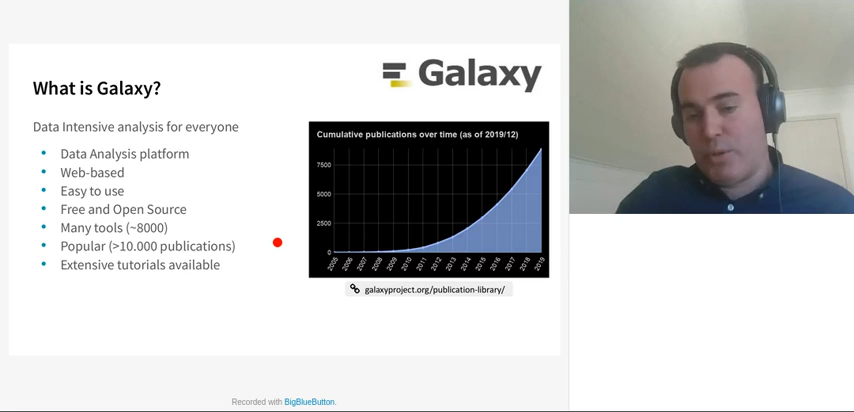 Galaxy
What is Galaxy?
Data Intensive analysis for everyone
• Data Analysis platform
• Web-based
• Easy to use
• Free and Open Source
• Many tools (~8000)
• Popular (>10.000 publications)
• Extensive tutorials available
Cumulative publications over time (as of 2019/12)
7500
5000
2500
0
2005 2006 2007 2008 2009 2010 2011 2012 2013 2014 2015 2016 2017 2018 2019
galaxyproject.org/publication-library/
Recorded with BigBlueButton.